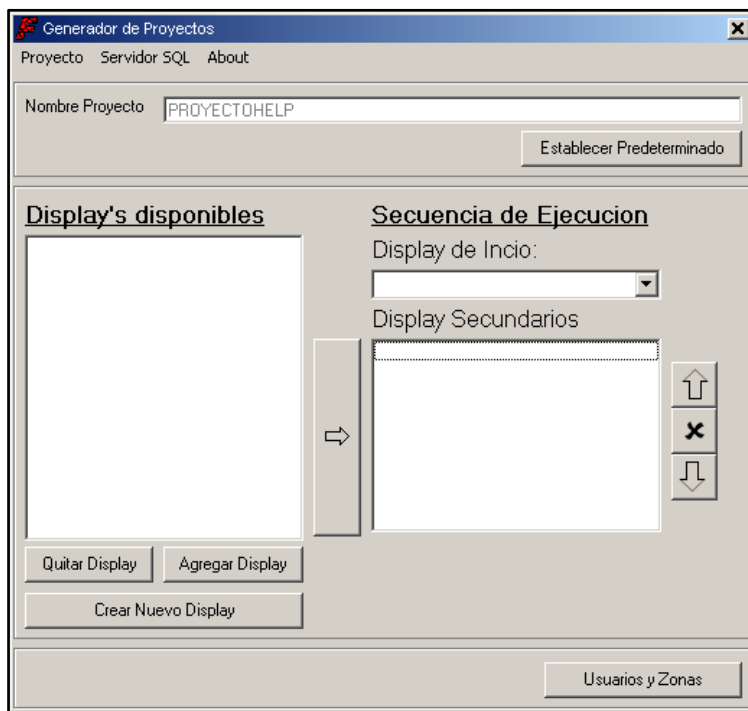 Generador de Proyectos
Proyecto Servidor SQL About
Nombre Proyecto PROYECTOHELP
Establecer Predeterminado
Display's disponibles
Secuencia de Ejecucion
Display de Incio:
Display Secundarios
Quitar Display Agregar Display
Crear Nuevo Display
Usuarios y Zonas